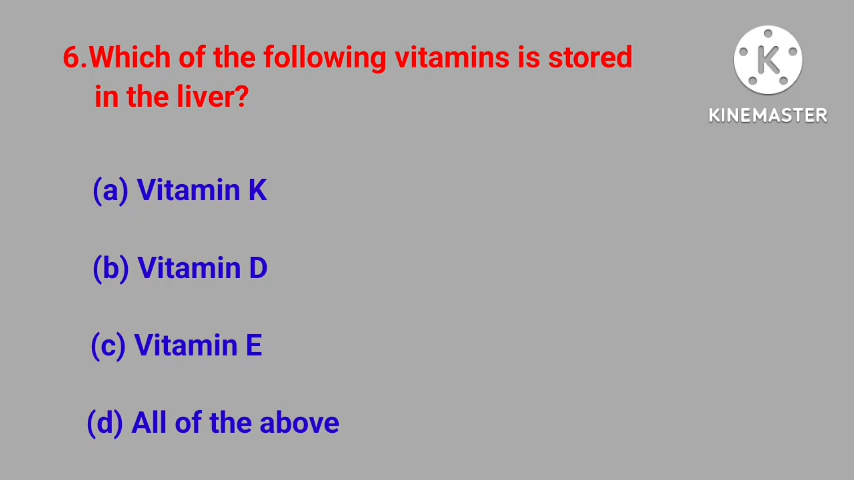 6.Which of the following vitamins is stored
in the liver?
K
KINEMASTER
(a) Vitamin K
(b) Vitamin D
(c) Vitamin E
(d) All of the above